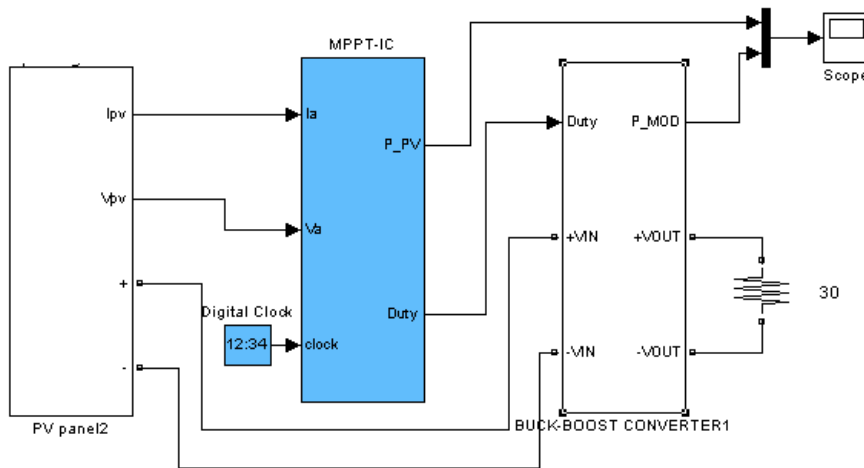 MPPT-IC
Scope
Ipv
Ia
Duty
P_MOD
P_PV
Vpv
Va
+VIN
+VOUT
+
30
Digital Clock
Duty
12:34
clock
-VIN
-VOUT
-
PV panel2
BUCK-BOOST CONVERTER1